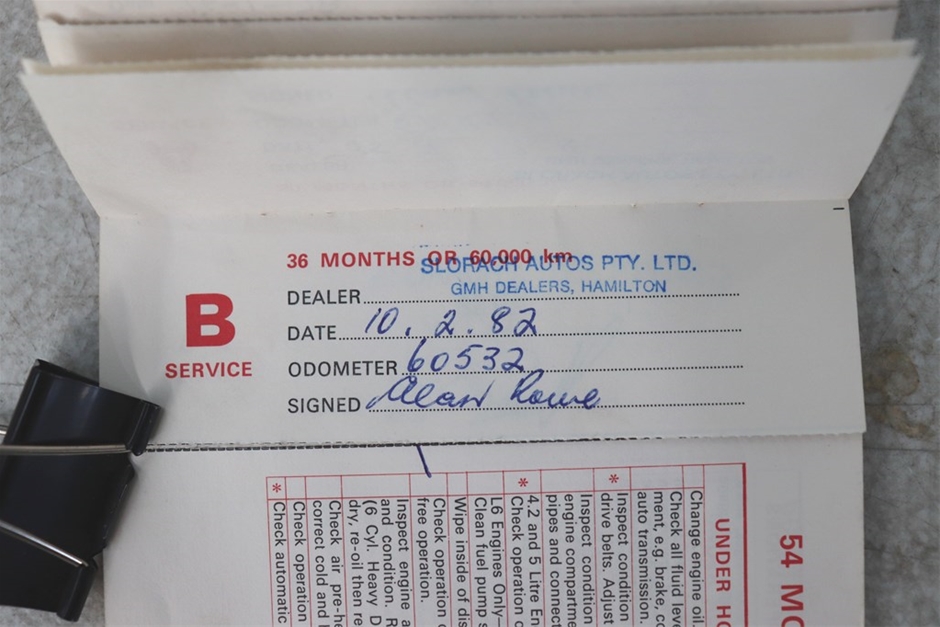 36 MONTHS OR 60,000 km
SLORACH AUTOS PTY. LTD.
GMH DEALERS, HAMILTON
DEALER
DATE 10.2.82
ODOMETER 60532
SIGNED Alan Rowe
B
SERVICE
54 MO
UNDER HO
Change engine oil.
Check all fluid leve
ment, e.g. brake, co
auto transmission.
* Inspect condition
drive belts. Adjust
Inspect condition
engine compartme
pipes and connect
4.2 and 5 Litre En
* Check operation o
L6 Engines Only—
Clean fuel pump s
Wipe inside of dis
Check operation o
free operation.
Inspect engine a
and condition. R
(6 Cyl. Heavy D
dry, re-oil then re
Check air pre-he
correct cold and h
Check operation
* Check automatic